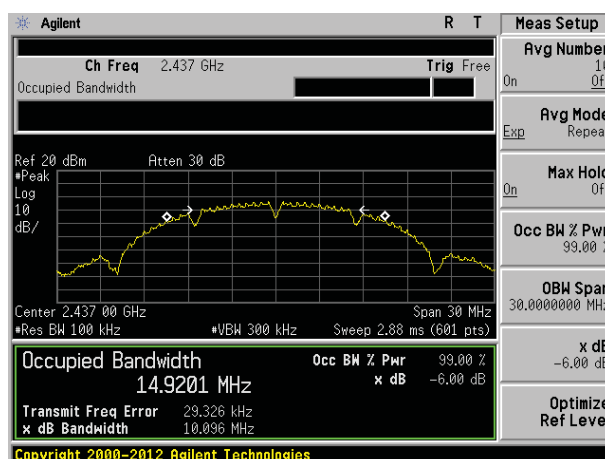 Agilent R T Meas Setup
Ch Freq 2.437 GHz Trig Free
Occupied Bandwidth
Avg Number
On
Avg Mode
Exp Repea
Max Hold
On
Occ BW % Pwr
99.00 %
OBW Span
30.0000000 MHz
x dB
-6.00 dB
Optimize
Ref Level
Ref 20 dBm Atten 30 dB
#Peak
Log
10
dB/
Center 2.437 00 GHz Span 30 MHz
#Res BW 100 kHz #VBW 300 kHz Sweep 2.88 ms (601 pts)
Occupied Bandwidth Occ BW % Pwr 99.00 %
14.9201 MHz x dB -6.00 dB
Transmit Freq Error 29.326 kHz
x dB Bandwidth 10.096 MHz
Copyright 2000-2012 Agilent Technologies